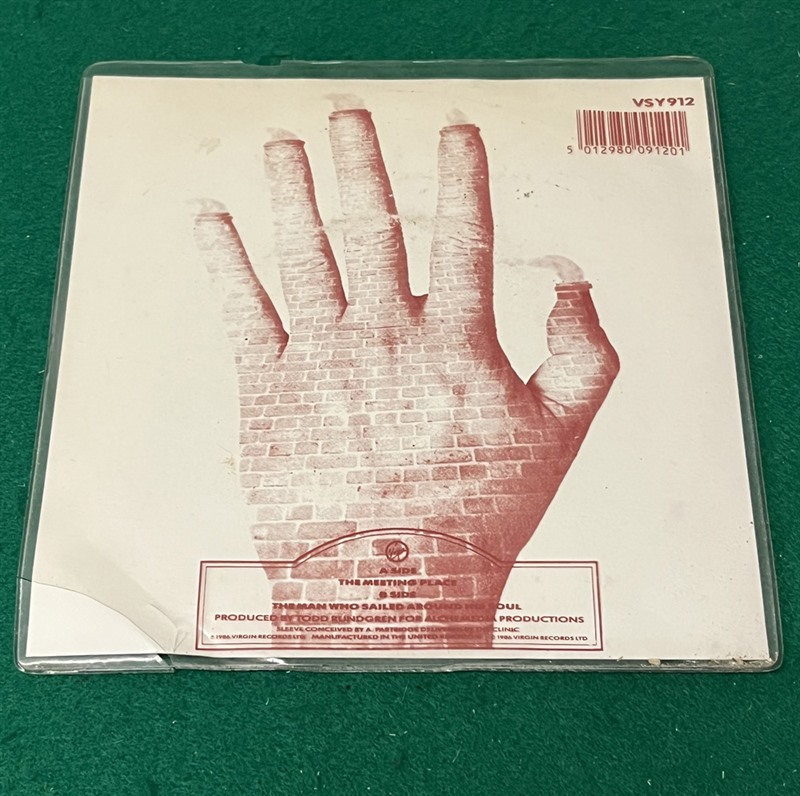 VSY912
5 012980 091201
A SIDE
THE MEETING PLACE
B SIDE
THE MAN WHO SAILED AROUND HIS SOUL
PRODUCED BY TODD RUNDGREN FOR ALCHEMEDIA PRODUCTIONS
SLEEVE CONCEIVED BY A. PARTRIDGE CLINIC
1986 VIRGIN RECORDS LTD MANUFACTURED IN THE UNITED 1986 VIRGIN RECORDS LTD